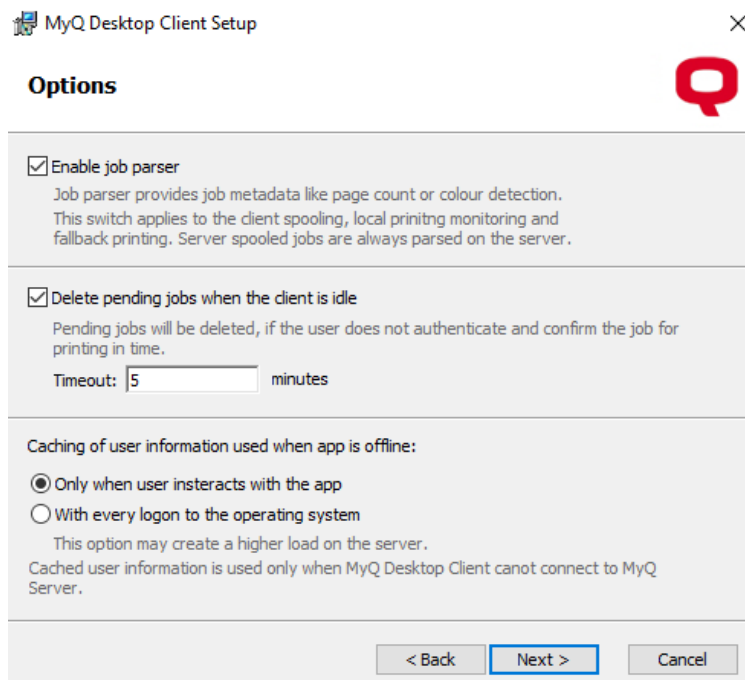 MyQ Desktop Client Setup
Options
Q
Enable job parser
Job parser provides job metadata like page count or colour detection.
This switch applies to the client spooling, local prinitng monitoring and
fallback printing. Server spooled jobs are always parsed on the server.
Delete pending jobs when the client is idle
Pending jobs will be deleted, if the user does not authenticate and confirm the job for
printing in time.
Timeout: 5 minutes
Caching of user information used when app is offline:
Only when user insteracts with the app
With every logon to the operating system
This option may create a higher load on the server.
Cached user information is used only when MyQ Desktop Client canot connect to MyQ
Server.
< Back Next > Cancel